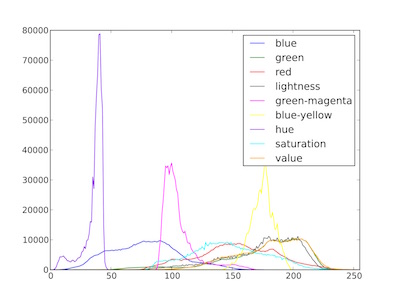 80000
70000
60000
50000
40000
30000
20000
10000
0
0 50 100 150 200 250
blue
green
red
lightness
green-magenta
blue-yellow
hue
saturation
value